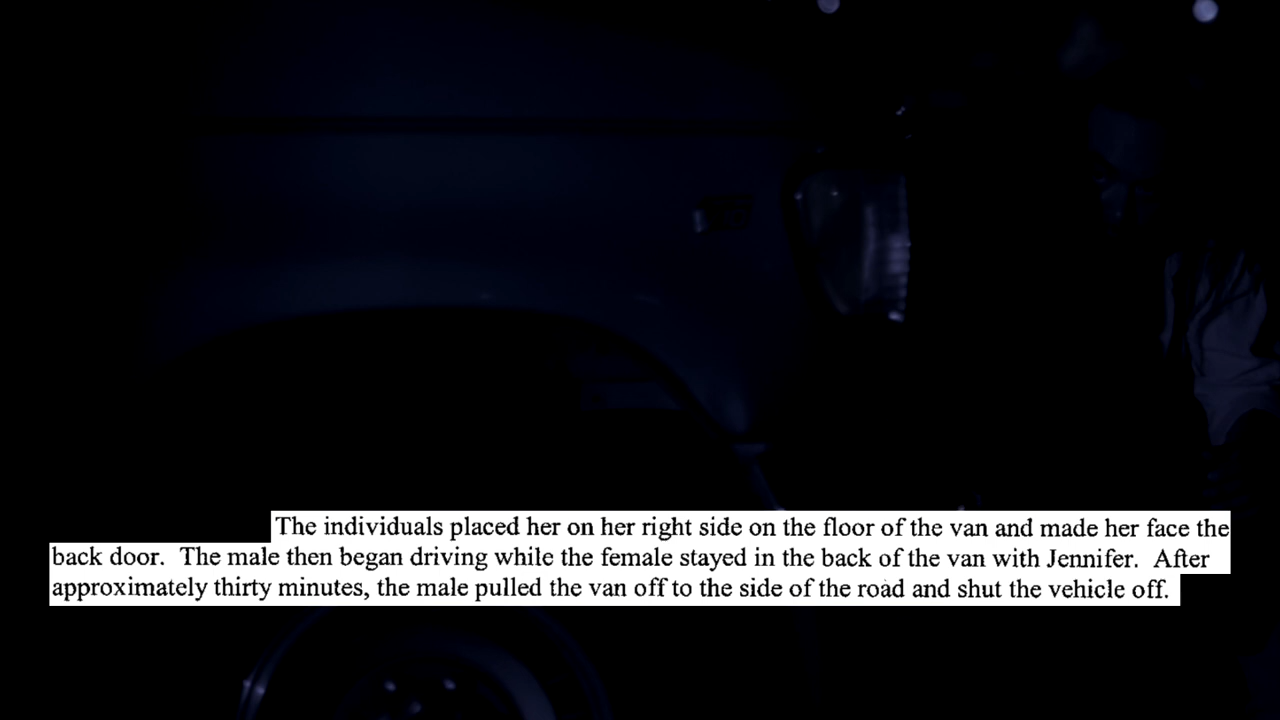 The individuals placed her on her right side on the floor of the van and made her face the
back door. The male then began driving while the female stayed in the back of the van with Jennifer. After
approximately thirty minutes, the male pulled the van off to the side of the road and shut the vehicle off.